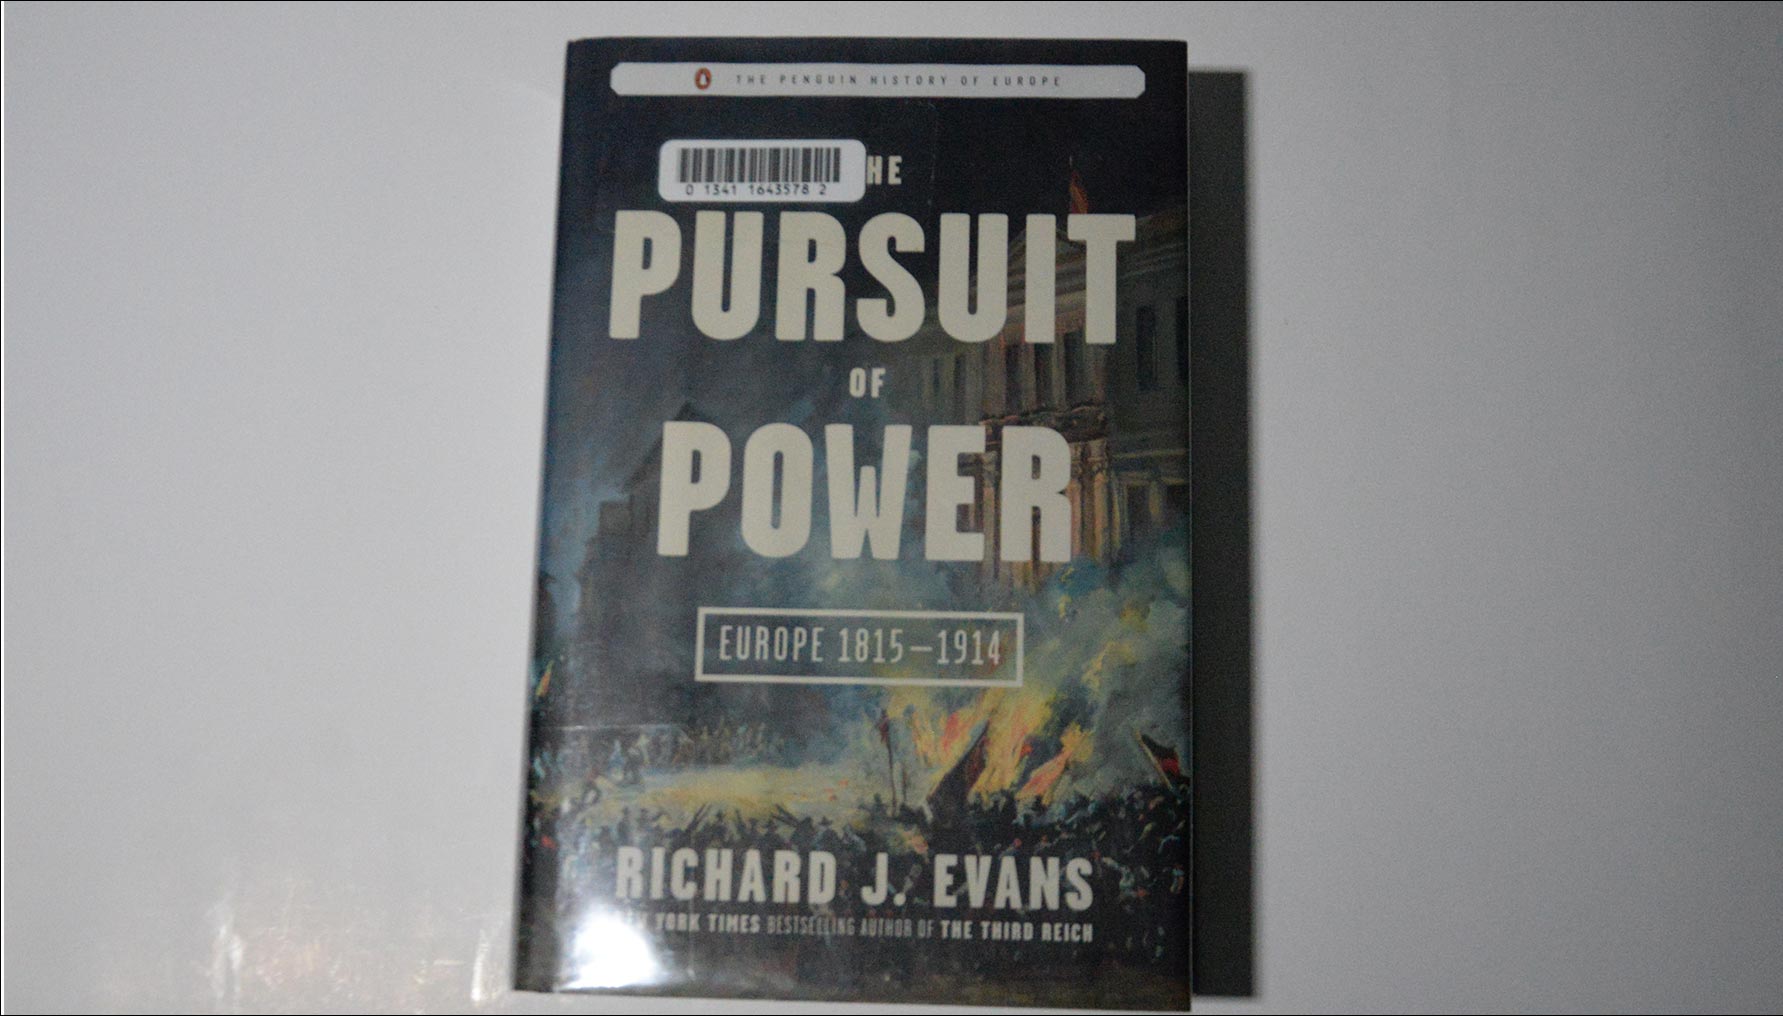 THE PENGUIN HISTORY OF EUROPE
0 1341 1643578 2
HE
PURSUIT
OF
POWER
EUROPE 1815–1914
RICHARD J. EVANS
YORK TIMES BESTSELLING AUTHOR OF THE THIRD REICH